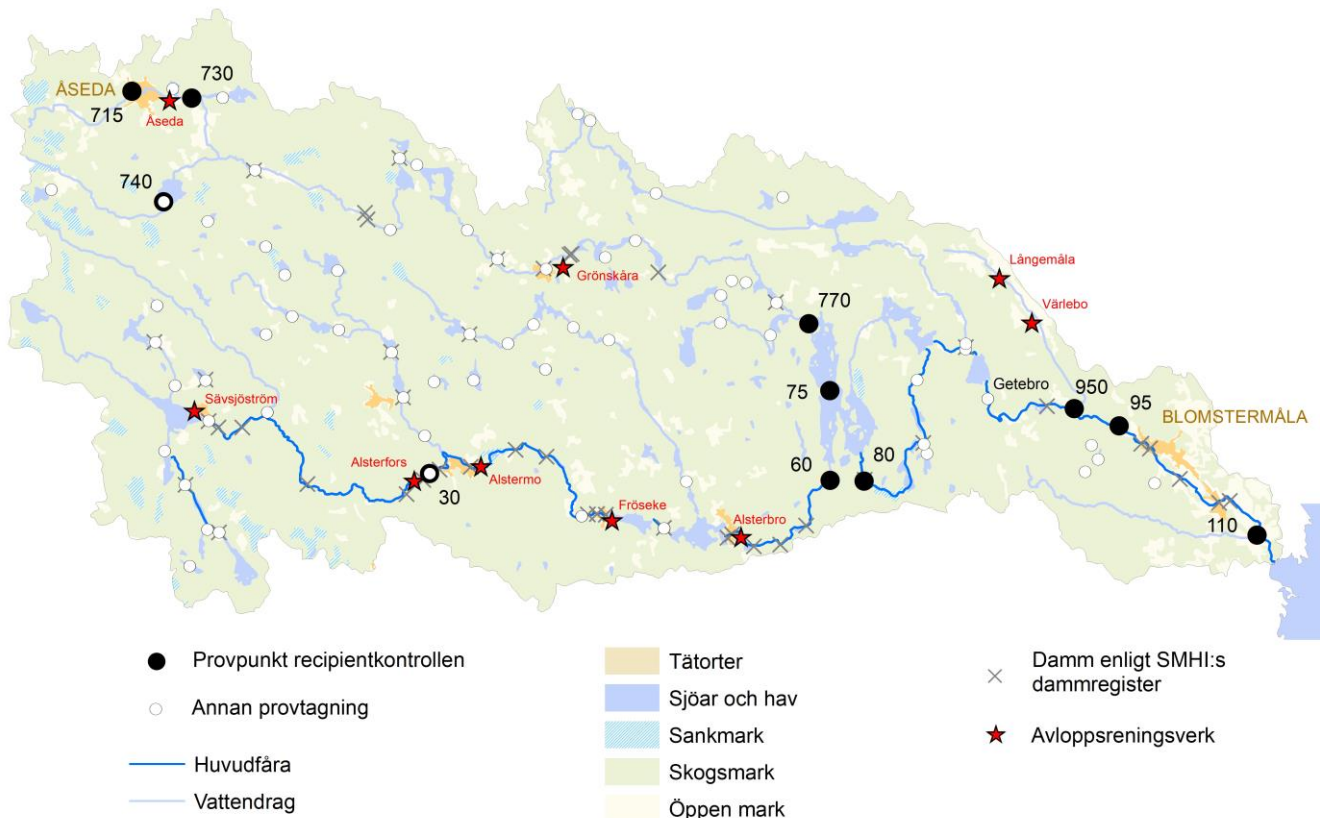 ÅSEDA
730
715
Åseda
740
Grönskåra
Långemåla
Värlebo
770
Getebro
950
75
95
Sävsjöström
BLOMSTERMÅLA
Alsterfors
30
Alstermo
60
80
Fröseke
Alsterbro
110
Provpunkt recipientkontrollen
Annan provtagning
Huvudfåra
Vattendrag
Tätorter
Sjöar och hav
Sankmark
Skogsmark
Öppen mark
Damm enligt SMHI:s
dammregister
Avloppsreningsverk